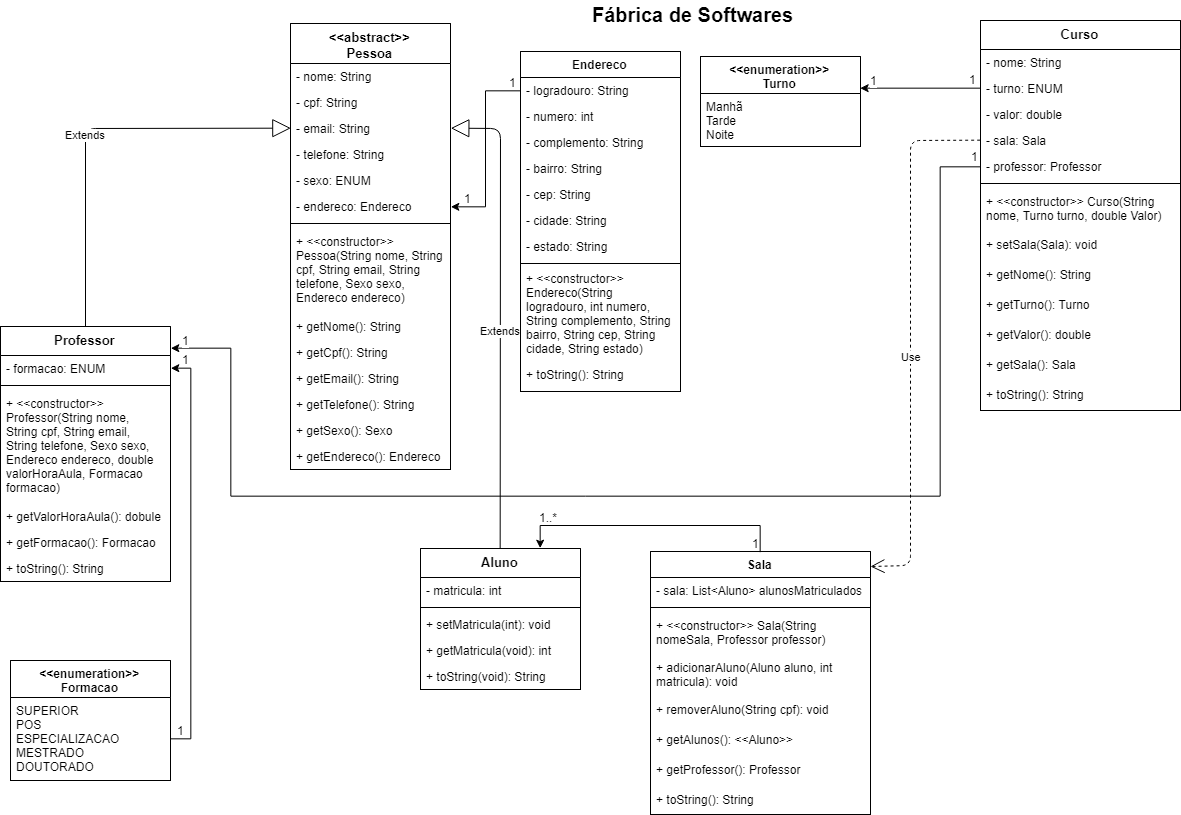 Fábrica de Softwares
<<abstract>>
Pessoa
- nome: String
- cpf: String
- email: String
- telefone: String
- sexo: ENUM
- endereco: Endereco
+ <<constructor>>
Pessoa(String nome, String
cpf, String email, String
telefone, Sexo sexo,
Endereco endereco)
+ getNome(): String
+ getCpf(): String
+ getEmail(): String
+ getTelefone(): String
+ getSexo(): Sexo
+ getEndereco(): Endereco
Endereco
- logradouro: String
- numero: int
- complemento: String
- bairro: String
- cep: String
- cidade: String
- estado: String
+ <<constructor>>
Endereco(String
logradouro, int numero,
String complemento, String
bairro, String cep, String
cidade, String estado)
+ toString(): String
1
1
<<enumeration>>
Turno
Manhã
Tarde
Noite
1
1
Curso
- nome: String
- turno: ENUM
- valor: double
- sala: Sala
- professor: Professor
+ <<constructor>> Curso(String
nome, Turno turno, double Valor)
+ setSala(Sala): void
+ getNome(): String
+ getTurno(): Turno
+ getValor(): double
+ getSala(): Sala
+ toString(): String
1
Use
Extends
Extends
Professor
- formacao: ENUM
+ <<constructor>>
Professor(String nome,
String cpf, String email,
String telefone, Sexo sexo,
Endereco endereco, double
valorHoraAula, Formacao
formacao)
+ getValorHoraAula(): dobule
+ getFormacao(): Formacao
+ toString(): String
1
1
<<enumeration>>
Formacao
SUPERIOR
POS
ESPECIALIZACAO
MESTRADO
DOUTORADO
1
1..*
1
Aluno
- matricula: int
+ setMatricula(int): void
+ getMatricula(void): int
+ toString(void): String
Sala
- sala: List<Aluno> alunosMatriculados
+ <<constructor>> Sala(String
nomeSala, Professor professor)
+ adicionarAluno(Aluno aluno, int
matricula): void
+ removerAluno(String cpf): void
+ getAlunos(): <<Aluno>>
+ getProfessor(): Professor
+ toString(): String